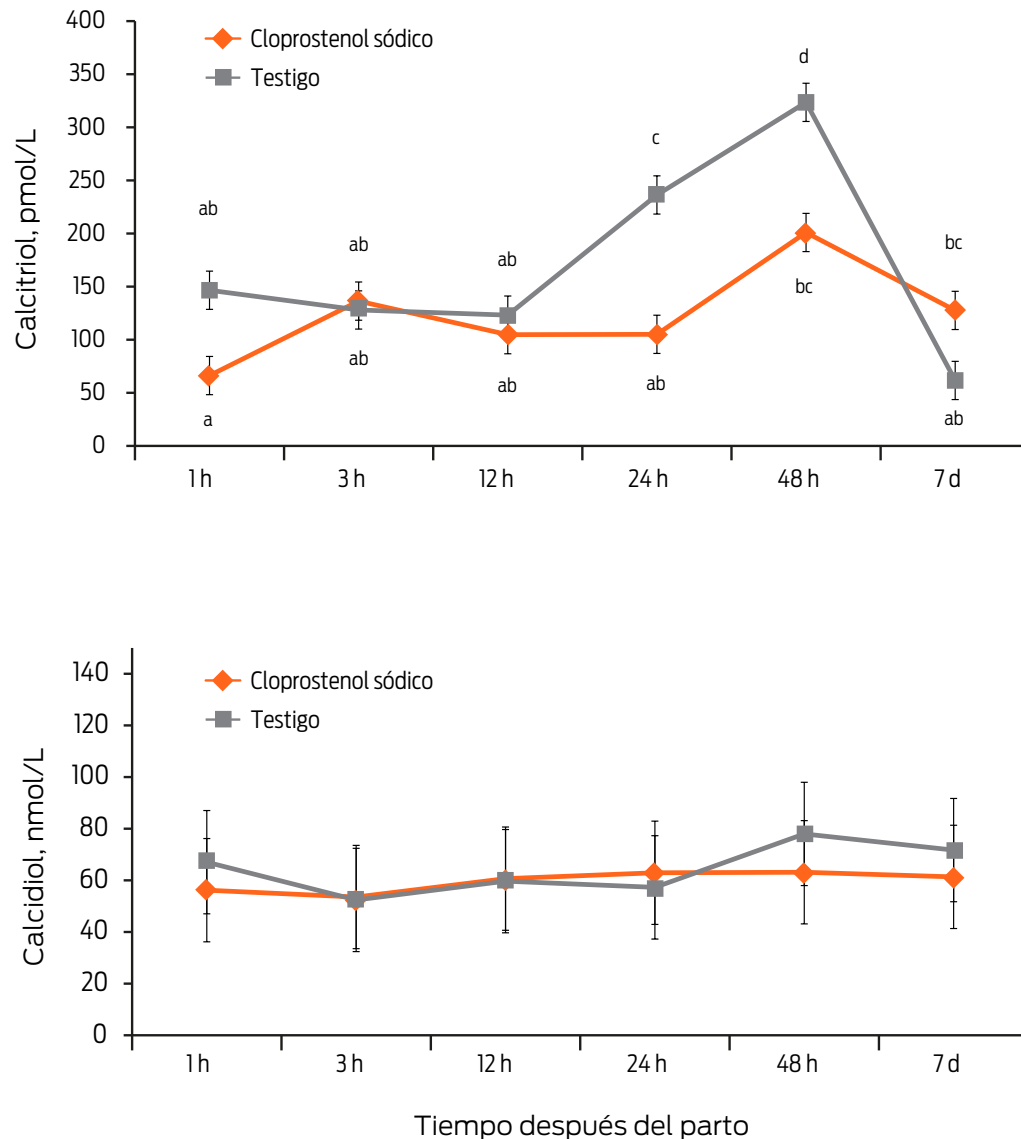 400
350
300
250
200
150
100
50
0
Calcitriol, pmol/L
Cloprostenol sódico
Testigo
ab
a
ab
ab
ab
ab
c
ab
d
bc
bc
ab
1 h
3 h
12 h
24 h
48 h
7 d
140
120
100
80
60
40
20
0
Calcidiol, nmol/L
Cloprostenol sódico
Testigo
1 h
3 h
12 h
24 h
48 h
7 d
Tiempo después del parto